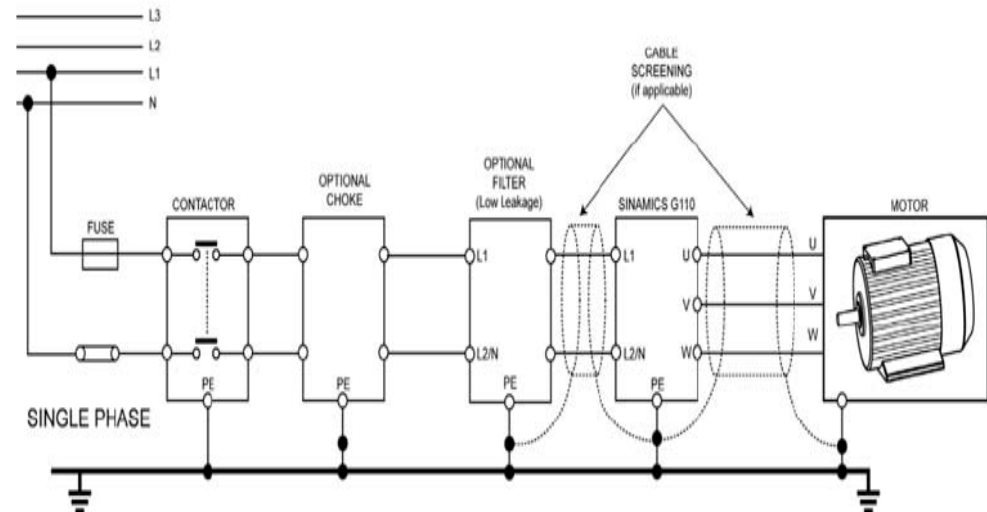 L3
L2
L1
N
CABLE
SCREENING
(if applicable)
OPTIONAL
FILTER
(Low Leakage)
OPTIONAL
CHOKE
CONTACTOR
SINAMICS G110
MOTOR
FUSE
L1
L1
U
U
V
V
L2/N
L2/N
W
W
PE
PE
PE
SINGLE PHASE